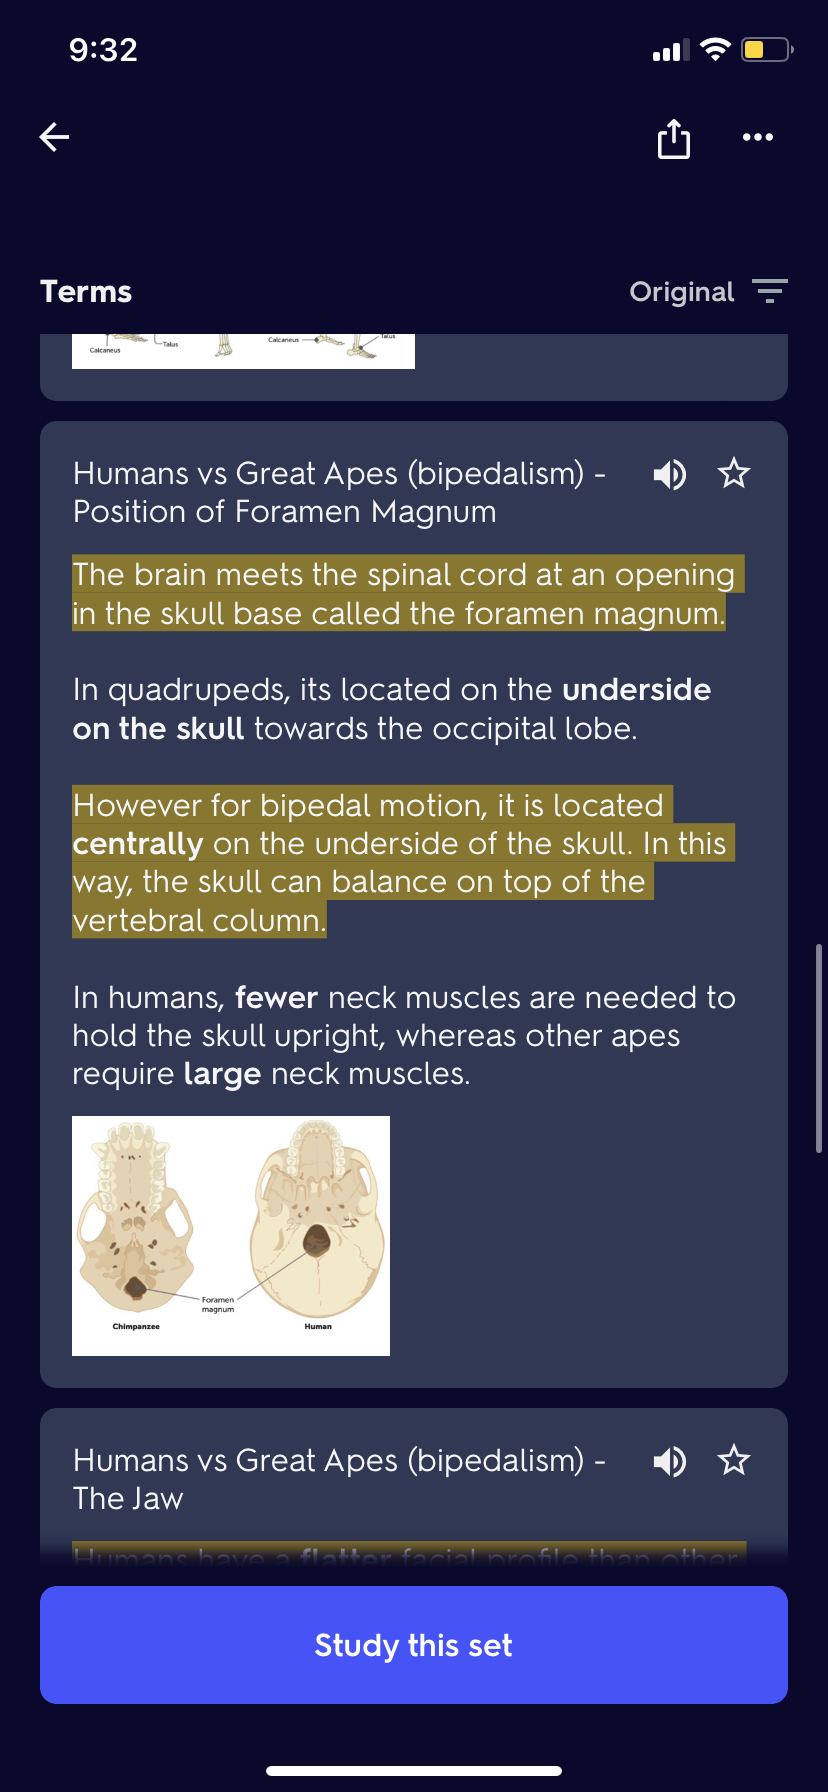 9:32
Terms
Original
Calcaneus
Talus
Calcaneus
Talus
Humans vs Great Apes (bipedalism) -
Position of Foramen Magnum
The brain meets the spinal cord at an opening
in the skull base called the foramen magnum.
In quadrupeds, its located on the underside
on the skull towards the occipital lobe.
However for bipedal motion, it is located
centrally on the underside of the skull. In this
way, the skull can balance on top of the
vertebral column.
In humans, fewer neck muscles are needed to
hold the skull upright, whereas other apes
require large neck muscles.
Foramen
magnum
Chimpanzee
Human
Humans vs Great Apes (bipedalism) -
The Jaw
Humans have a flatter facial profile than other
Study this set